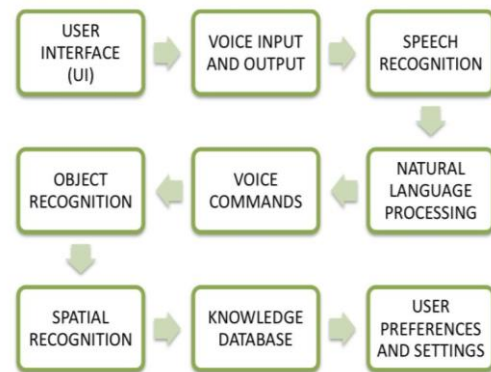 USER
INTERFACE
(UI)
VOICE INPUT
AND OUTPUT
SPEECH
RECOGNITION
NATURAL
LANGUAGE
PROCESSING
VOICE
COMMANDS
OBJECT
RECOGNITION
SPATIAL
RECOGNITION
KNOWLEDGE
DATABASE
USER
PREFERENCES
AND SETTINGS